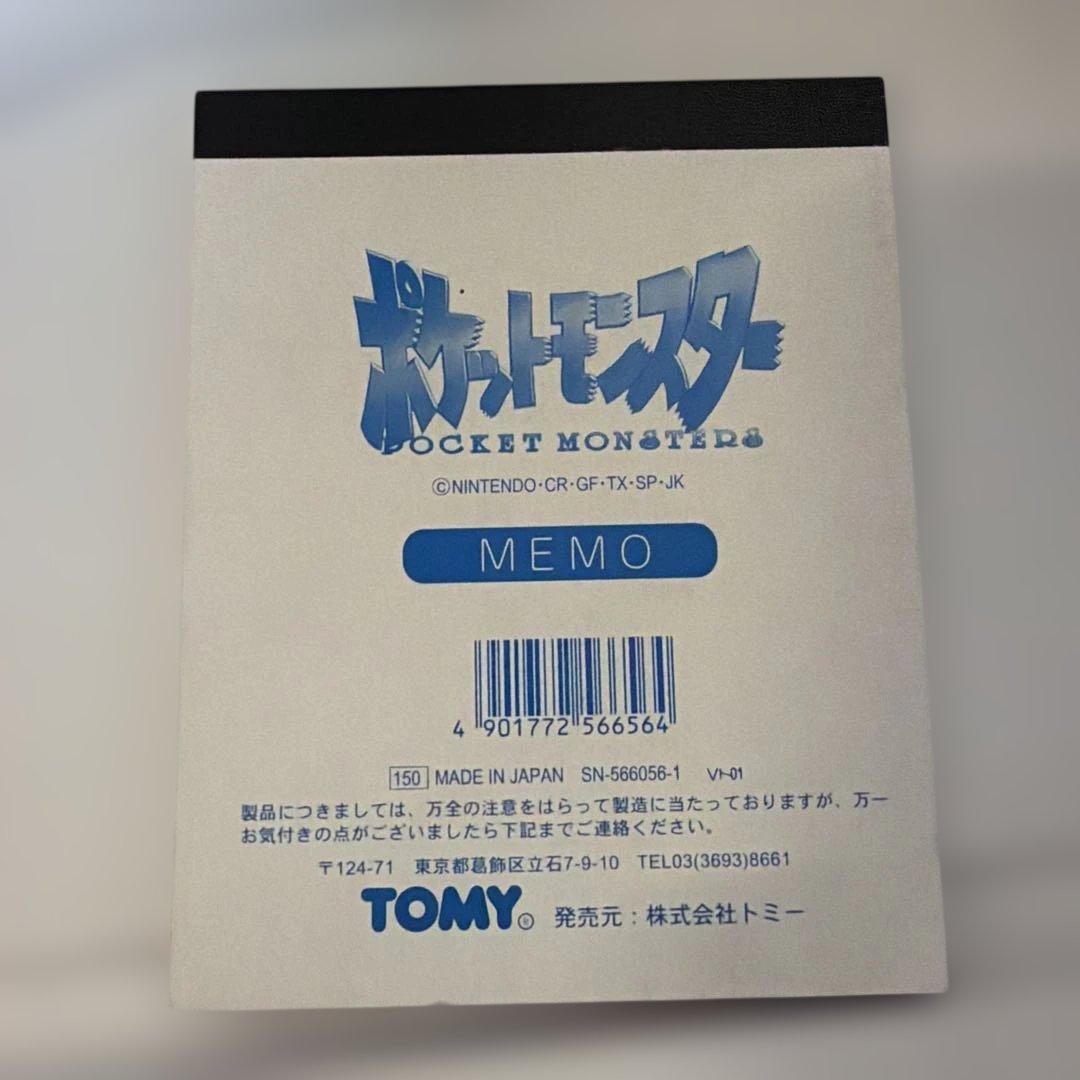 ポケットモンスター
POCKET MONSTERS
©NINTENDO・CR・GF・TX・SP・JK
MEMO
4 901772 566564
150 MADE IN JAPAN SN-566056-1 Vト-01
製品につきましては、万全の注意をはらって製造に当たっておりますが、万一
お気付きの点がございましたら下記までご連絡ください。
〒124-71 東京都葛飾区立石7-9-10 TEL03(3693)8661
TOMY® 発売元：株式会社トミー